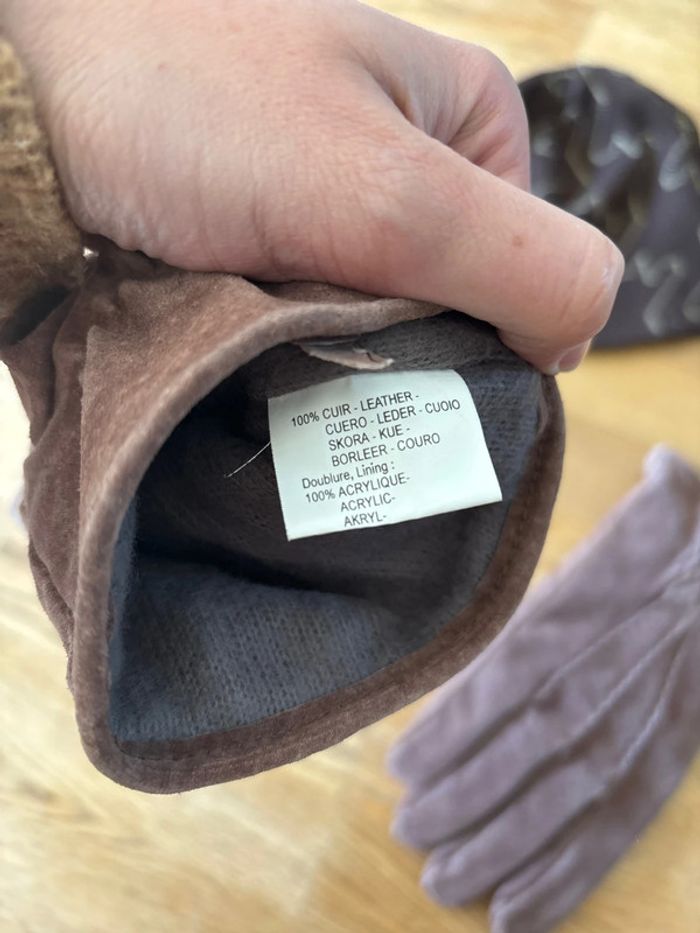 100% CUIR - LEATHER -
CUERO - LEDER - CUOIO
SKORA - KUE -
BORLEER - COURO
Doublure, Lining :
100% ACRYLIQUE-
ACRYLIC-
AKRYL-